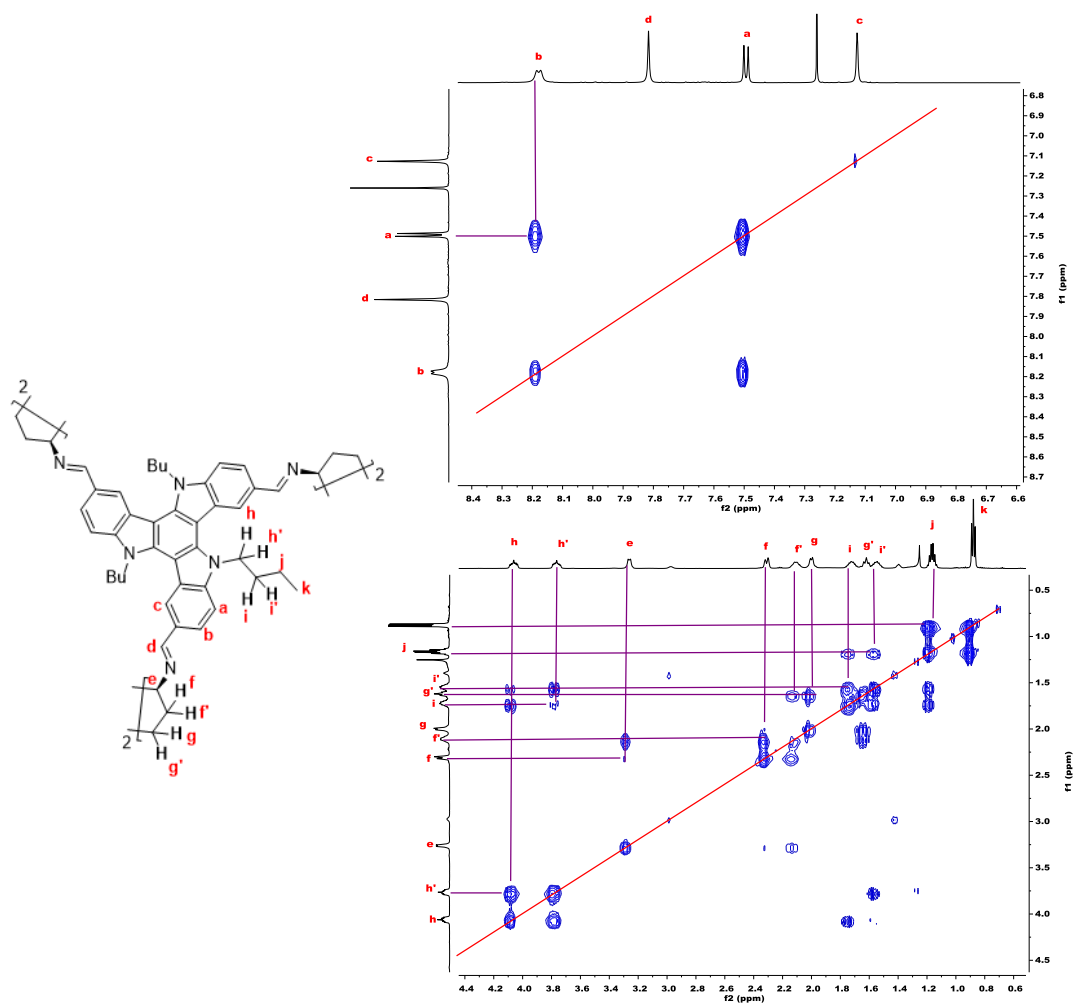 b
d
a
c
c
a
d
b
6.8
6.9
7.0
7.1
7.2
7.3
7.4
7.5
7.6
7.7
7.8
7.9
8.0
8.1
8.2
8.3
8.4
8.5
8.6
8.7
f1 (ppm)
8.4 8.3 8.2 8.1 8.0 7.9 7.8 7.7 7.6 7.5 7.4 7.3 7.2 7.1 7.0 6.9 6.8 6.7 6.6
f2 (ppm)
2
N
Bu
N
N
2
h
H
h'
H
N
N
Bu
j
k
H
H
i
i'
c
a
b
d
N
e
H
f
H
f'
H
g
2
H
g'
h
h'
e
f
f'
g
i
g'
i'
j
k
j
i'
g'
i
g
f'
f
e
h'
h
0.5
1.0
1.5
2.0
2.5
3.0
3.5
4.0
4.5
f1 (ppm)
4.4 4.2 4.0 3.8 3.6 3.4 3.2 3.0 2.8 2.6 2.4 2.2 2.0 1.8 1.6 1.4 1.2 1.0 0.8 0.6
f2 (ppm)